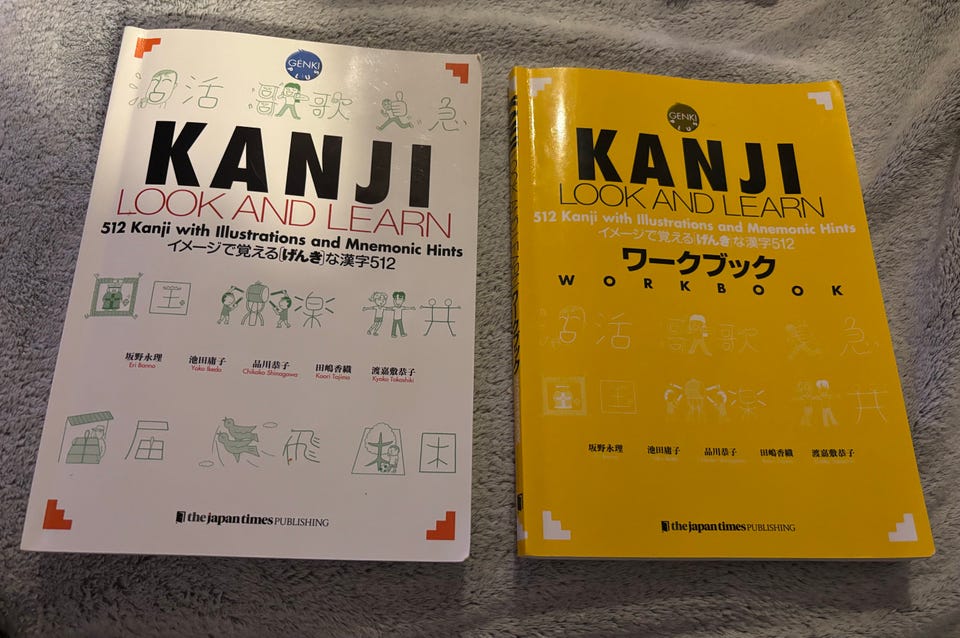 GENKI
PLUS
活 歌 急
KANJI
LOOK AND LEARN
512 Kanji with Illustrations and Mnemonic Hints
イメージで覚える[げんき]な漢字512
国 楽 共
坂野永理 池田庸子 品川恭子 田嶋香織 渡嘉敷恭子
Eri Banno Yoko Ikeda Chikako Shinagawa Kaori Tajima Kyoko Tokashiki
届 飛 困
the japan times PUBLISHING
GENKI
PLUS
KANJI
LOOK AND LEARN
512 Kanji with Illustrations and Mnemonic Hints
イメージで覚える[げんき]な漢字512
ワークブック
WORKBOOK
活 歌 急
国 楽 共
坂野永理 池田庸子 品川恭子 田嶋香織 渡嘉敷恭子
the japan times PUBLISHING